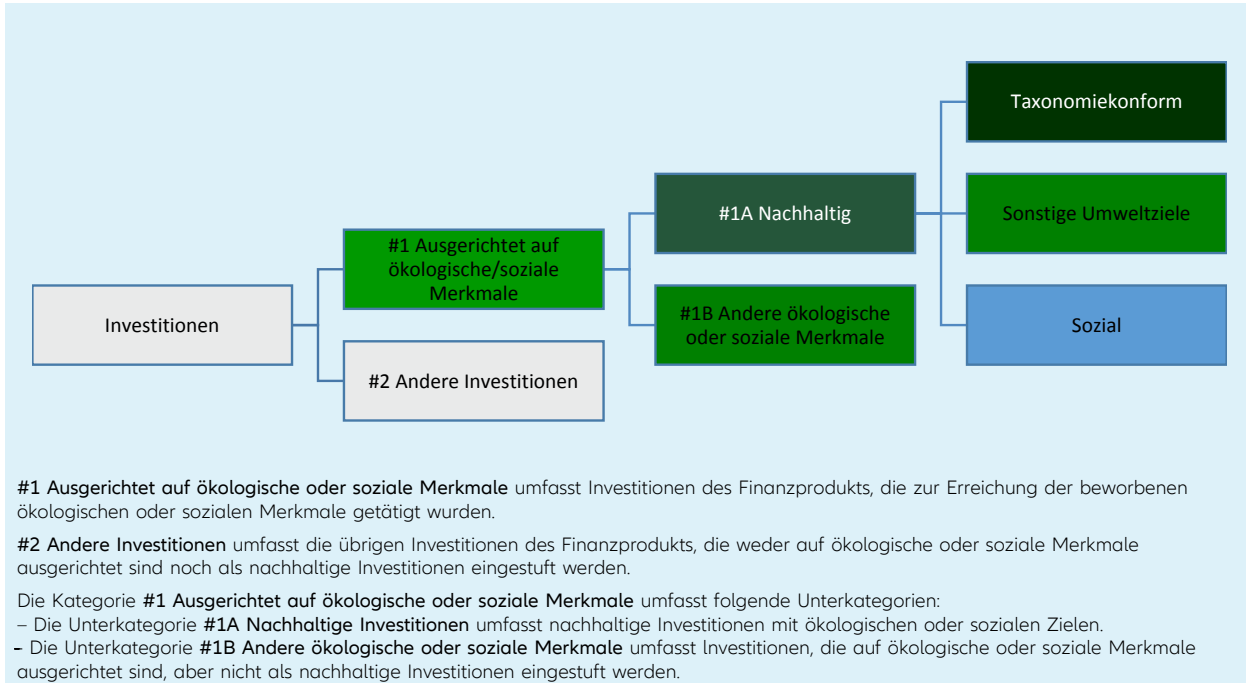 Taxonomiekonform
#1A Nachhaltig
Sonstige Umweltziele
#1 Ausgerichtet auf
ökologische/soziale
Merkmale
Investitionen
#1B Andere ökologische
oder soziale Merkmale
Sozial
#2 Andere Investitionen
#1 Ausgerichtet auf ökologische oder soziale Merkmale umfasst Investitionen des Finanzprodukts, die zur Erreichung der beworbenen
ökologischen oder sozialen Merkmale getätigt wurden.
#2 Andere Investitionen umfasst die übrigen Investitionen des Finanzprodukts, die weder auf ökologische oder soziale Merkmale
ausgerichtet sind noch als nachhaltige Investitionen eingestuft werden.
Die Kategorie #1 Ausgerichtet auf ökologische oder soziale Merkmale umfasst folgende Unterkategorien:
– Die Unterkategorie #1A Nachhaltige Investitionen umfasst nachhaltige Investitionen mit ökologischen oder sozialen Zielen.
- Die Unterkategorie #1B Andere ökologische oder soziale Merkmale umfasst Investitionen, die auf ökologische oder soziale Merkmale
ausgerichtet sind, aber nicht als nachhaltige Investitionen eingestuft werden.